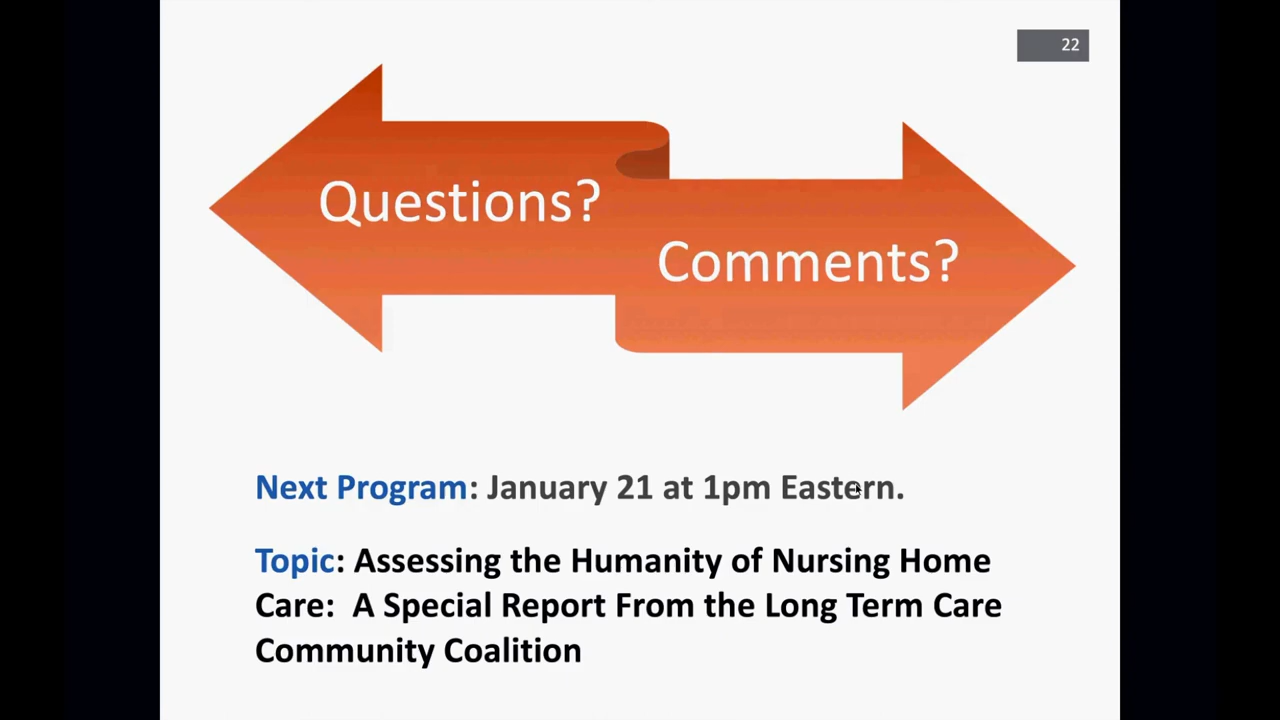 22
Questions?
Comments?
Next Program: January 21 at 1pm Eastern.
Topic: Assessing the Humanity of Nursing Home
Care:  A Special Report From the Long Term Care
Community Coalition